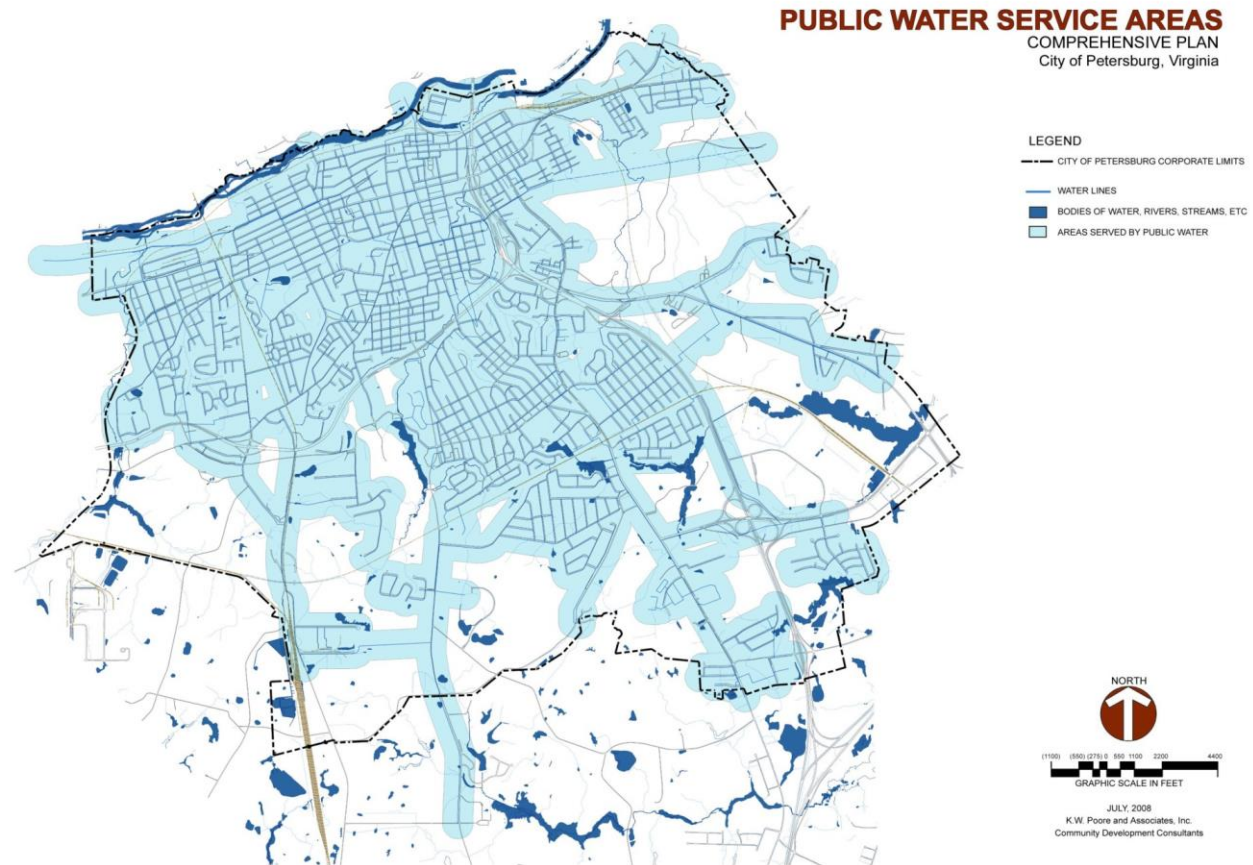 PUBLIC WATER SERVICE AREAS
COMPREHENSIVE PLAN
City of Petersburg, Virginia
LEGEND
CITY OF PETERSBURG CORPORATE LIMITS
WATER LINES
BODIES OF WATER, RIVERS, STREAMS, ETC
AREAS SERVED BY PUBLIC WATER
NORTH
(1100) (550) (275) 0 550 1100 2200 4400
GRAPHIC SCALE IN FEET
JULY, 2008
K.W. Poore and Associates, Inc.
Community Development Consultants